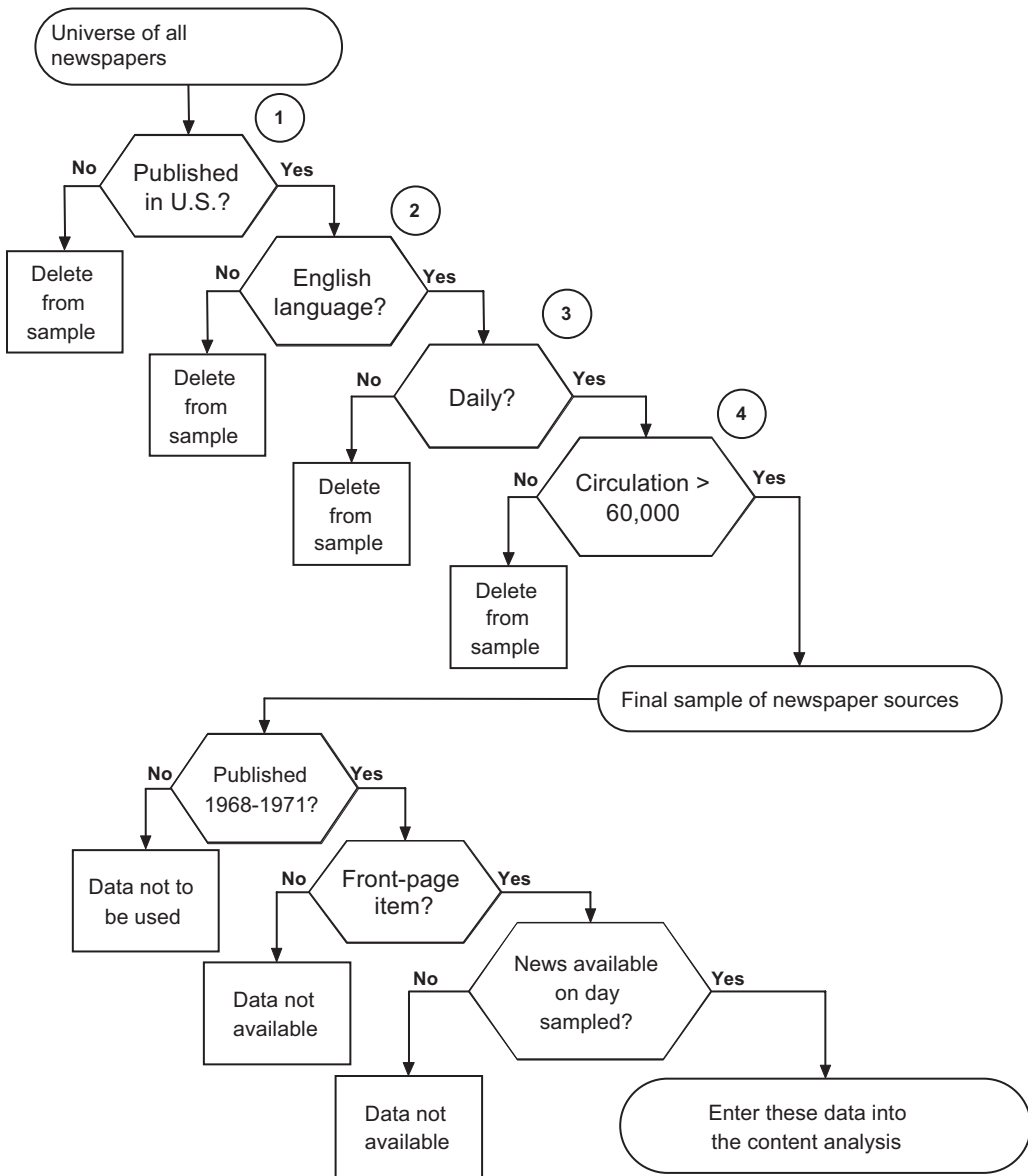 Universe of all
newspapers
1
No
Published
in U.S.?
Yes
2
Delete
from
sample
No
English
language?
Yes
3
Delete
from
sample
No
Daily?
Yes
4
Delete
from
sample
No
Circulation >
60,000
Yes
Delete
from
sample
Final sample of newspaper sources
No
Published
1968-1971?
Yes
Data not to
be used
No
Front-page
item?
Yes
Data not
available
No
News available
on day
sampled?
Yes
Data not
available
Enter these data into
the content analysis